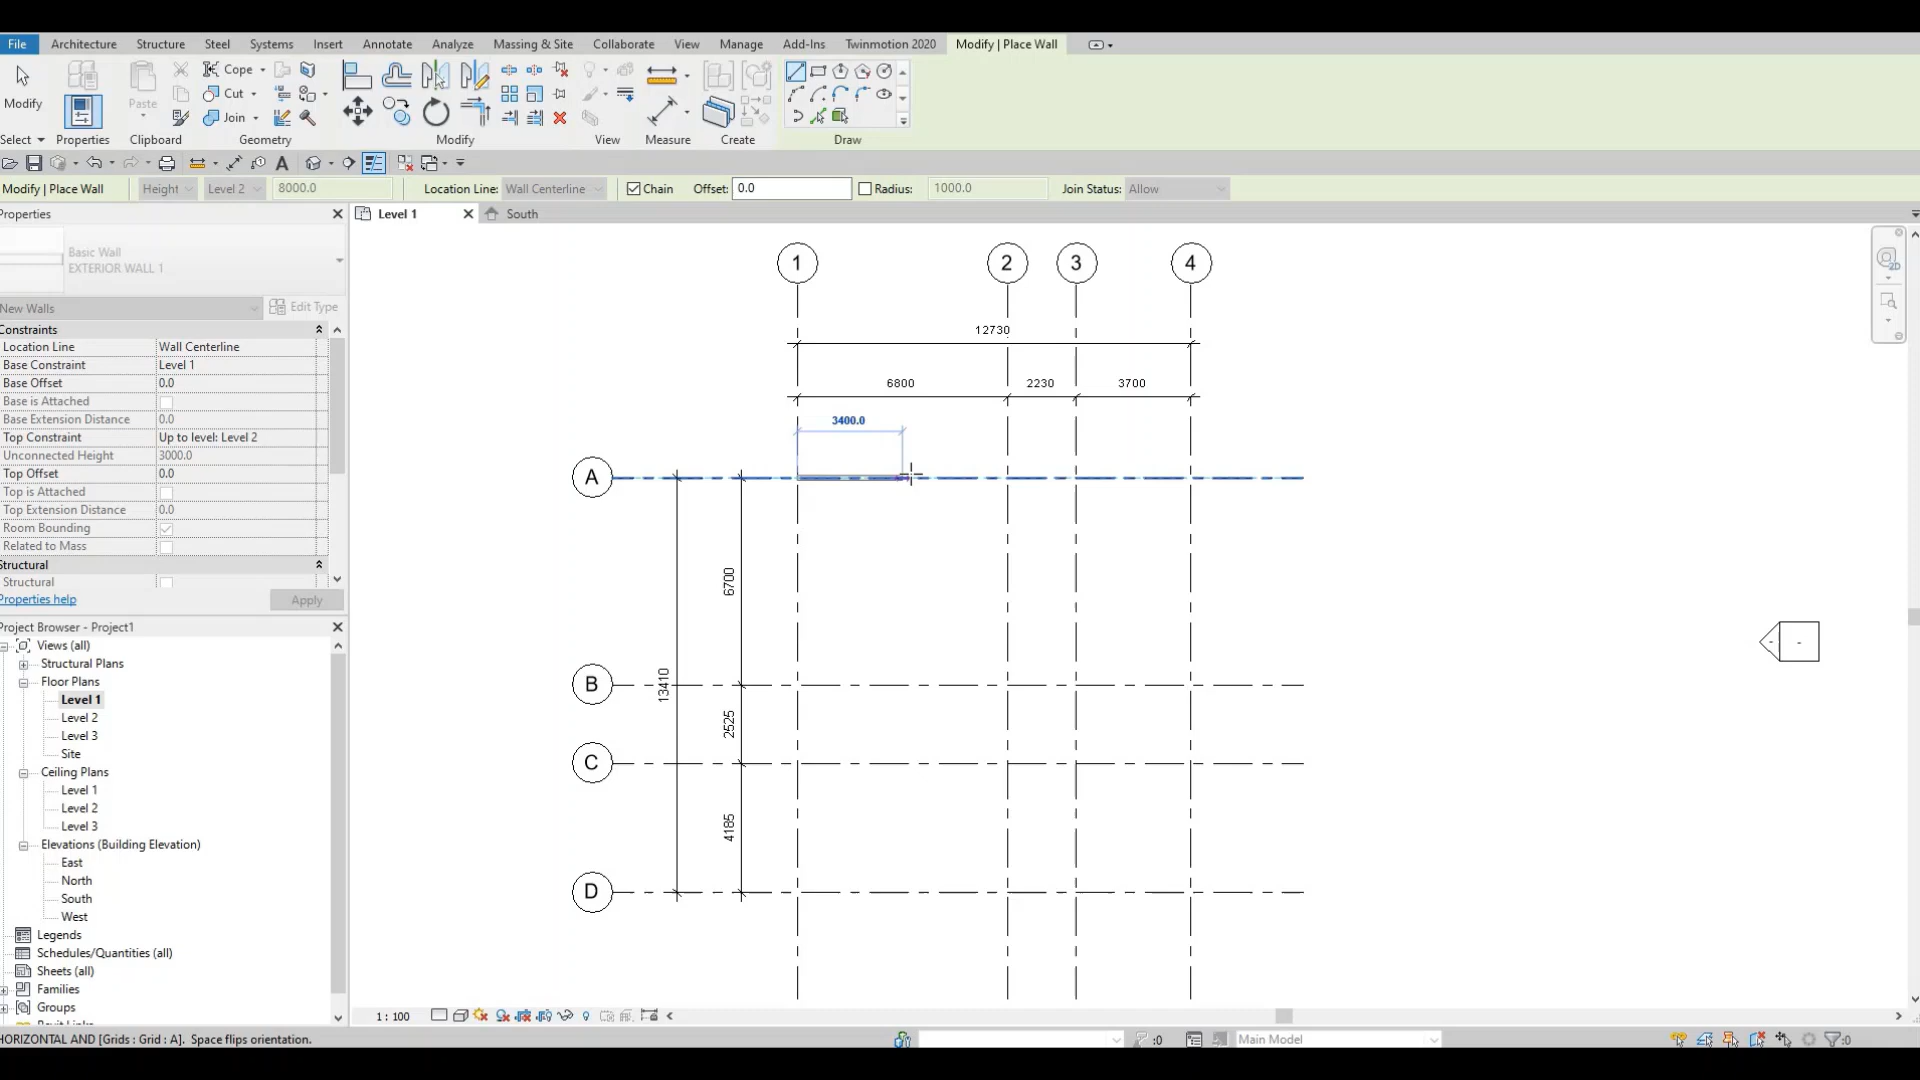 File Architecture Structure Steel Systems Insert Annotate Analyze Massing & Site Collaborate View Manage Add-Ins Twinmotion 2020 Modify | Place Wall
Modify
Paste
Cope
Cut
Join
Select Properties Clipboard Geometry Modify View Measure Create Draw
Modify | Place Wall Height Level 2 8000.0 Location Line: Wall Centerline Chain Offset: 0.0 Radius: 1000.0 Join Status: Allow
Properties
Level 1
South
Basic Wall
EXTERIOR WALL 1
New Walls Edit Type
Constraints
Location Line Wall Centerline
Base Constraint Level 1
Base Offset 0.0
Base is Attached
Base Extension Distance 0.0
Top Constraint Up to level: Level 2
Unconnected Height 3000.0
Top Offset 0.0
Top is Attached
Top Extension Distance 0.0
Room Bounding
Related to Mass
Structural
Structural
Properties help Apply
Project Browser - Project1
Views (all)
Structural Plans
Floor Plans
Level 1
Level 2
Level 3
Site
Ceiling Plans
Level 1
Level 2
Level 3
Elevations (Building Elevation)
East
North
South
West
Legends
Schedules/Quantities (all)
Sheets (all)
Families
Groups
Revit Links
1 2 3 4
12730
6800 2230 3700
3400.0
A
6700
13410
B
2525
C
4185
D
2D
1 : 100
HORIZONTAL AND [Grids : Grid : A]. Space flips orientation.
:0
Main Model
:0